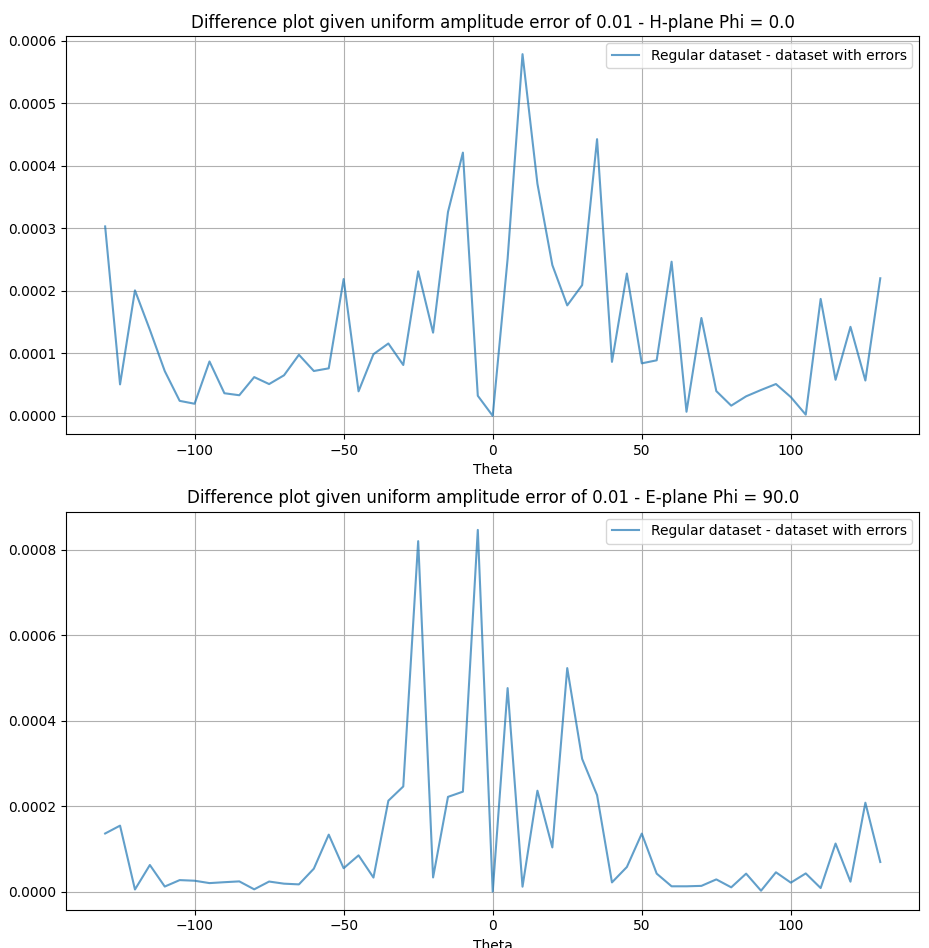 Difference plot given uniform amplitude error of 0.01 - H-plane Phi = 0.0
Regular dataset - dataset with errors
0.0006
0.0005
0.0004
0.0003
0.0002
0.0001
0.0000
−100 −50 0 50 100
Theta
Difference plot given uniform amplitude error of 0.01 - E-plane Phi = 90.0
Regular dataset - dataset with errors
0.0008
0.0006
0.0004
0.0002
0.0000
−100 −50 0 50 100
Theta